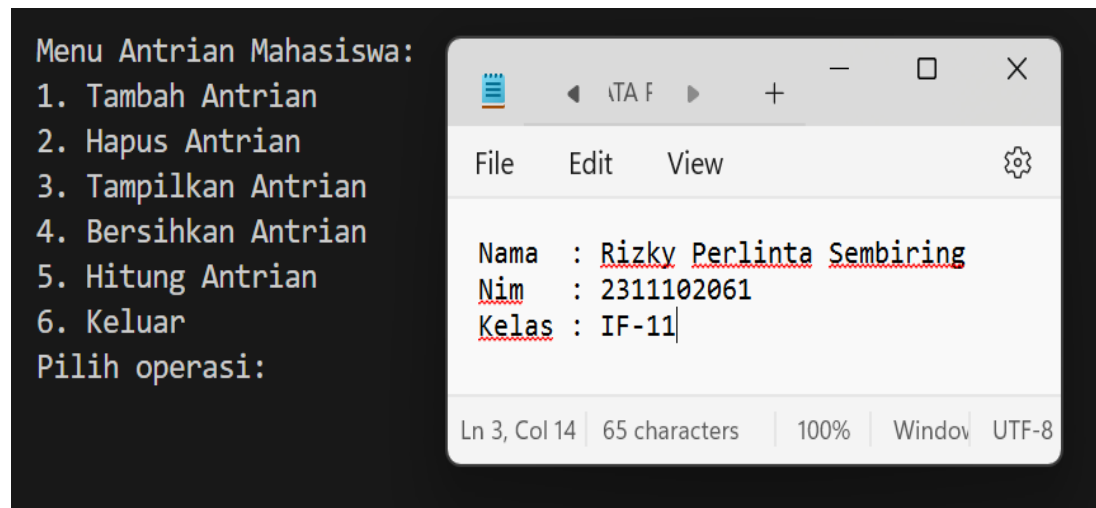 Menu Antrian Mahasiswa:
1. Tambah Antrian
2. Hapus Antrian
3. Tampilkan Antrian
4. Bersihkan Antrian
5. Hitung Antrian
6. Keluar
Pilih operasi:
File Edit View
Nama : Rizky Perlinta Sembiring
Nim : 2311102061
Kelas : IF-11
Ln 3, Col 14 65 characters 100% UTF-8